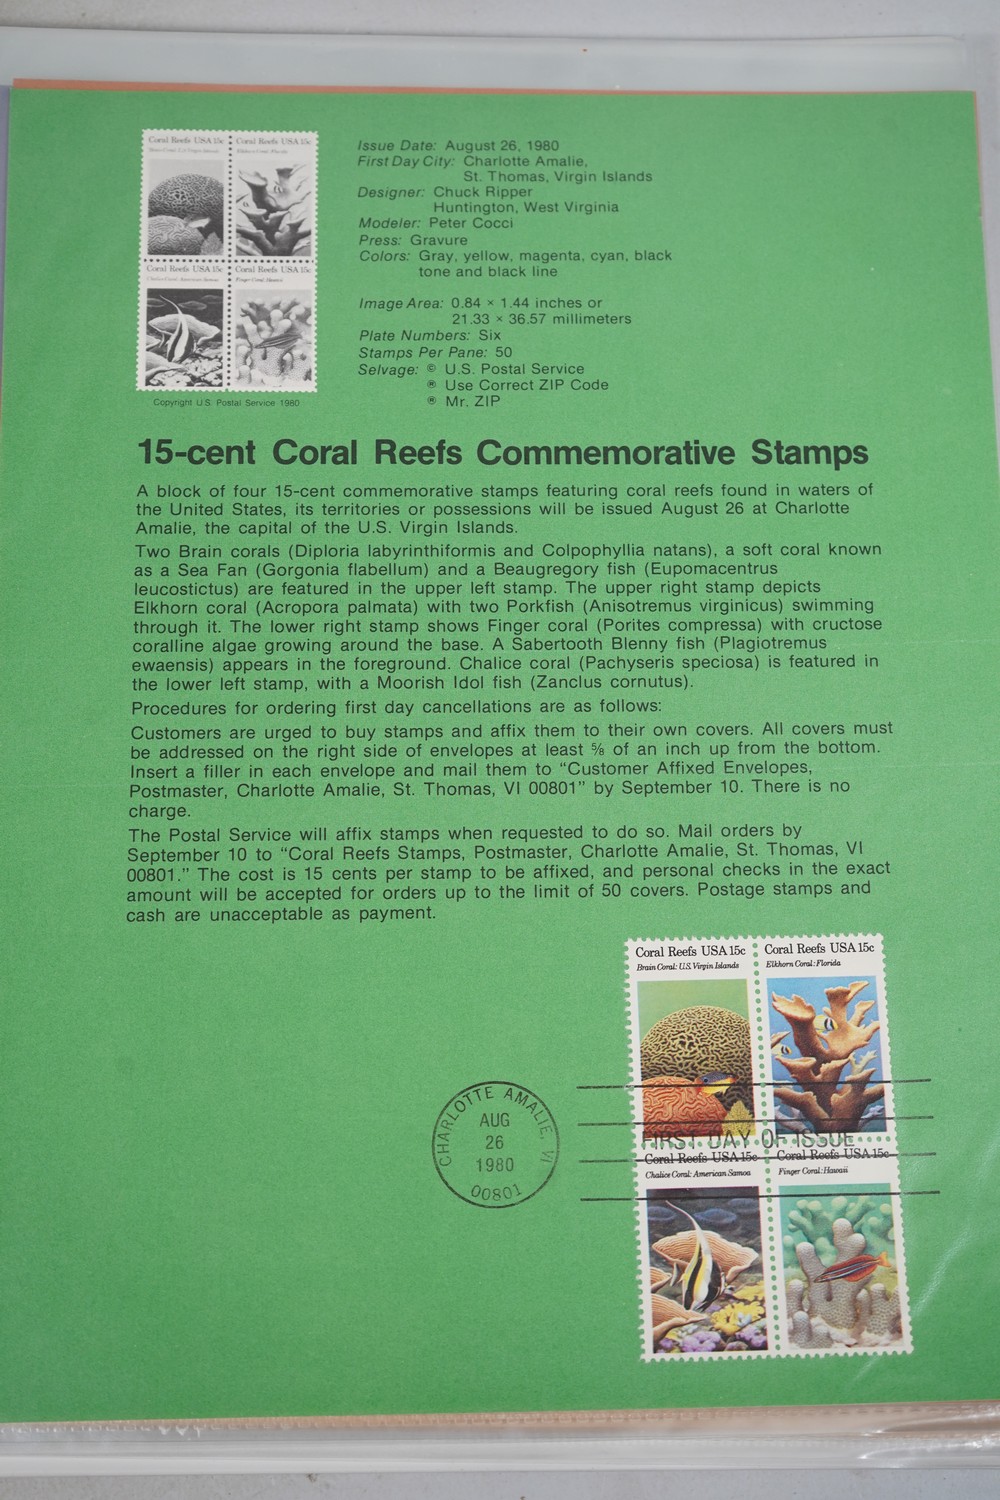 Coral Reefs USA 15c
Coral Reefs USA 15c
Brain Coral: U.S. Virgin Islands
Elkhorn Coral: Florida
Coral Reefs USA 15c
Coral Reefs USA 15c
Chalice Coral: American Samoa
Finger Coral: Hawaii
Copyright U.S. Postal Service 1980
Issue Date: August 26, 1980
First Day City: Charlotte Amalie,
St. Thomas, Virgin Islands
Designer: Chuck Ripper
Huntington, West Virginia
Modeler: Peter Cocci
Press: Gravure
Colors: Gray, yellow, magenta, cyan, black
tone and black line
Image Area: 0.84 × 1.44 inches or
21.33 × 36.57 millimeters
Plate Numbers: Six
Stamps Per Pane: 50
Selvage: © U.S. Postal Service
® Use Correct ZIP Code
® Mr. ZIP
15-cent Coral Reefs Commemorative Stamps
A block of four 15-cent commemorative stamps featuring coral reefs found in waters of
the United States, its territories or possessions will be issued August 26 at Charlotte
Amalie, the capital of the U.S. Virgin Islands.
Two Brain corals (Diploria labyrinthiformis and Colpophyllia natans), a soft coral known
as a Sea Fan (Gorgonia flabellum) and a Beaugregory fish (Eupomacentrus
leucostictus) are featured in the upper left stamp. The upper right stamp depicts
Elkhorn coral (Acropora palmata) with two Porkfish (Anisotremus virginicus) swimming
through it. The lower right stamp shows Finger coral (Porites compressa) with cructose
coralline algae growing around the base. A Sabertooth Blenny fish (Plagiotremus
ewaensis) appears in the foreground. Chalice coral (Pachyseris speciosa) is featured in
the lower left stamp, with a Moorish Idol fish (Zanclus cornutus).
Procedures for ordering first day cancellations are as follows:
Customers are urged to buy stamps and affix them to their own covers. All covers must
be addressed on the right side of envelopes at least ⅝ of an inch up from the bottom.
Insert a filler in each envelope and mail them to “Customer Affixed Envelopes,
Postmaster, Charlotte Amalie, St. Thomas, VI 00801” by September 10. There is no
charge.
The Postal Service will affix stamps when requested to do so. Mail orders by
September 10 to “Coral Reefs Stamps, Postmaster, Charlotte Amalie, St. Thomas, VI
00801.” The cost is 15 cents per stamp to be affixed, and personal checks in the exact
amount will be accepted for orders up to the limit of 50 covers. Postage stamps and
cash are unacceptable as payment.
Coral Reefs USA 15c
Coral Reefs USA 15c
Brain Coral: U.S. Virgin Islands
Elkhorn Coral: Florida
CHARLOTTE AMALIE, VI
AUG
26
1980
00801
FIRST DAY OF ISSUE
Coral Reefs USA 15c
Coral Reefs USA 15c
Chalice Coral: American Samoa
Finger Coral: Hawaii